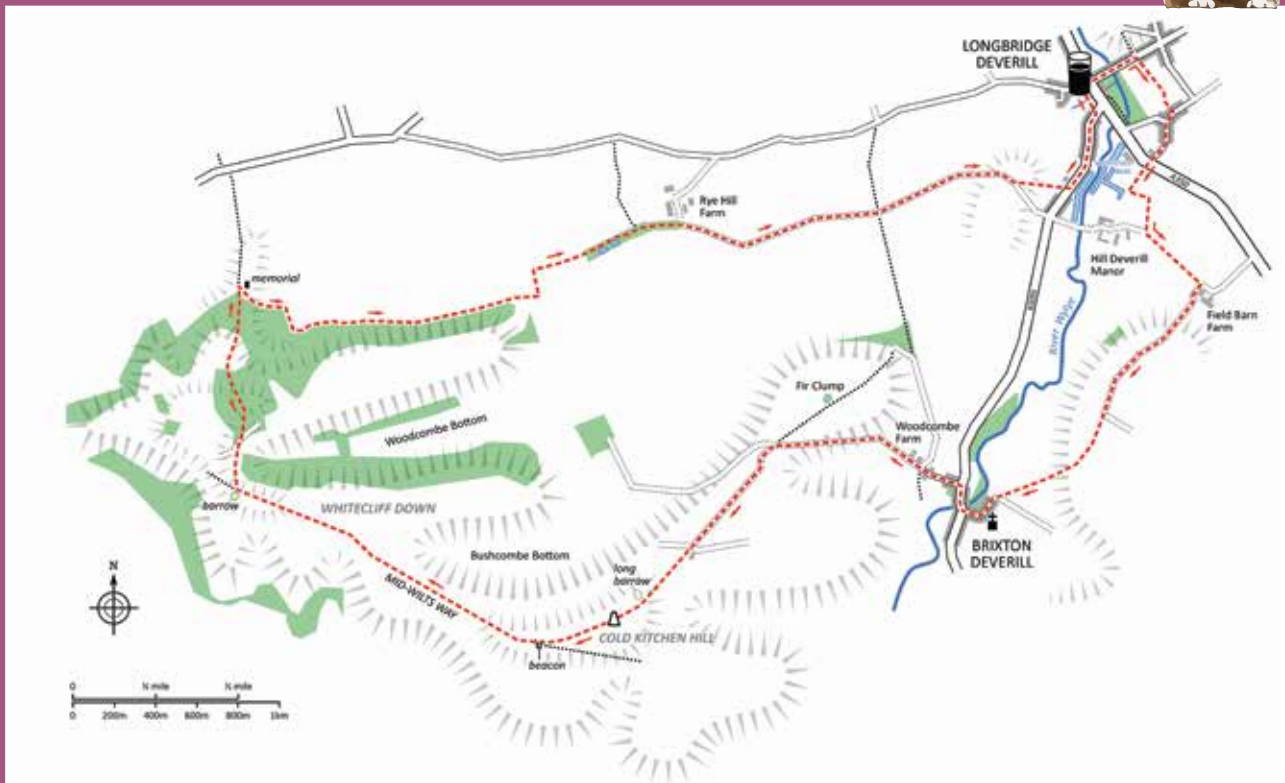 LONGBRIDGE
DEVERILL
A350
Rye Hill
Farm
memorial
Hill Deverill
Manor
River Wylye
Field Barn
Farm
Fir Clump
Woodcombe
Farm
Woodcombe Bottom
WHITECLIFF DOWN
barrow
BRIXTON
DEVERILL
Bushcombe Bottom
long
barrow
MID-WILTS WAY
COLD KITCHEN HILL
beacon
N
0 ¼ mile ½ mile
0 200m 400m 600m 800m 1km